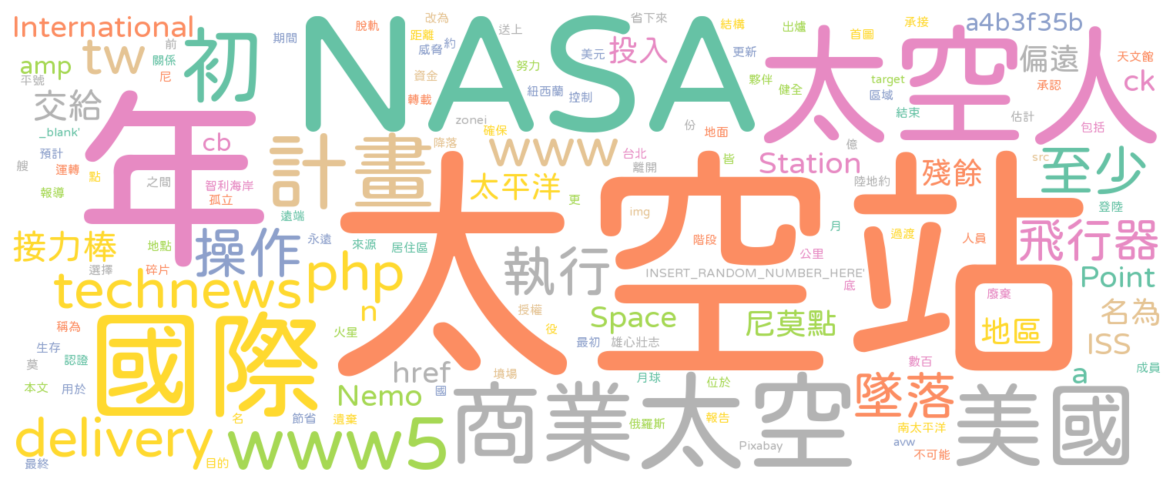 International
tw
初
期間
NASA
脫軌
改為
距離
威脅
約
送上
努力
省下來
美元
投入
更新
結構
出爐
首圖
承接
a4b3f35b
偏遠
天文館
ck
amp
平號
前
關係
尼
交給
資金
轉載
紐西蘭
控制
夥伴
健全
target
區域
承認
太空人
結束
估計
包括
_blank'
cb
zonei
確保
降落
份
地面
億
年
計畫
www
台北
離開
皆
Station
src
至少
預計
運轉
點
報導
艘
之間
智利海岸
孤立
遠端
太平洋
更
陸地約
殘餘
登陸
太空站
img
月
過渡
人員
飛行器
接力棒
地點
選擇
碎片
操作
永遠
來源
居住區
階段
公里
執行
INSERT_RANDOM_NUMBER_HERE'
底
廢棄
Point
technews
php
n
授權
役
Space
尼莫點
地區
名為
ISS
稱為
國際
火星
最初
雄心壯志
生存
認證
莫
本文
用於
href
墳場
月球
位於
數百
a
成員
Nemo
國
商業太空
墜落
美國
節省
遺棄
名
俄羅斯
報告
南太平洋
delivery
www5
Pixabay
avw
不可能
最終
目的